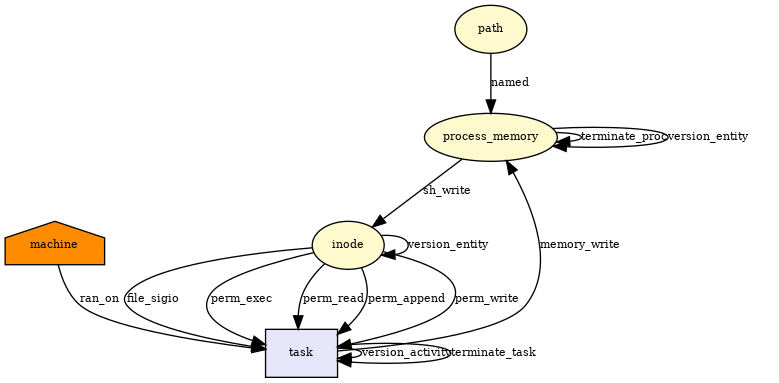 path
named
process_memory
terminate_proc
version_entity
sh_write
machine
inode
version_entity
memory_write
ran_on
file_sigio
perm_exec
perm_read
perm_append
perm_write
task
version_activity
terminate_task